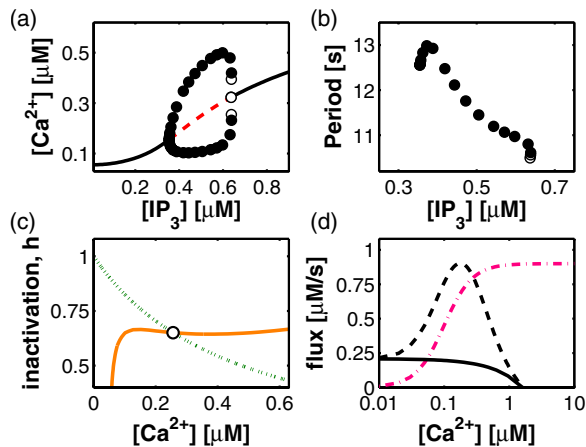 (a)
[Ca²⁺] [μM]
0.5
0.3
0.1
0.2 0.4 0.6 0.8
[IP₃] [μM]
(b)
Period [s]
13
12
11
0.3 0.5 0.7
[IP₃] [μM]
(c)
inactivation, h
1
0.75
0.5
0 0.2 0.4 0.6
[Ca²⁺] [μM]
(d)
flux [μM/s]
1
0.75
0.5
0.25
0
0.01 0.1 1 10
[Ca²⁺] [μM]